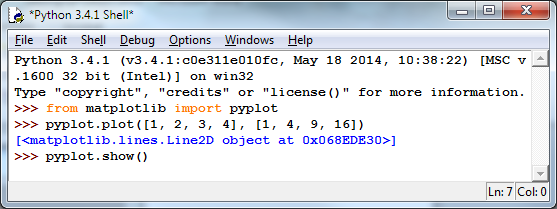 *Python 3.4.1 Shell*
File Edit Shell Debug Options Windows Help
Python 3.4.1 (v3.4.1:c0e311e010fc, May 18 2014, 10:38:22) [MSC v
.1600 32 bit (Intel)] on win32
Type "copyright", "credits" or "license()" for more information.
>>> from matplotlib import pyplot
>>> pyplot.plot([1, 2, 3, 4], [1, 4, 9, 16])
[<matplotlib.lines.Line2D object at 0x068EDE30>]
>>> pyplot.show()
Ln: 7 Col: 0